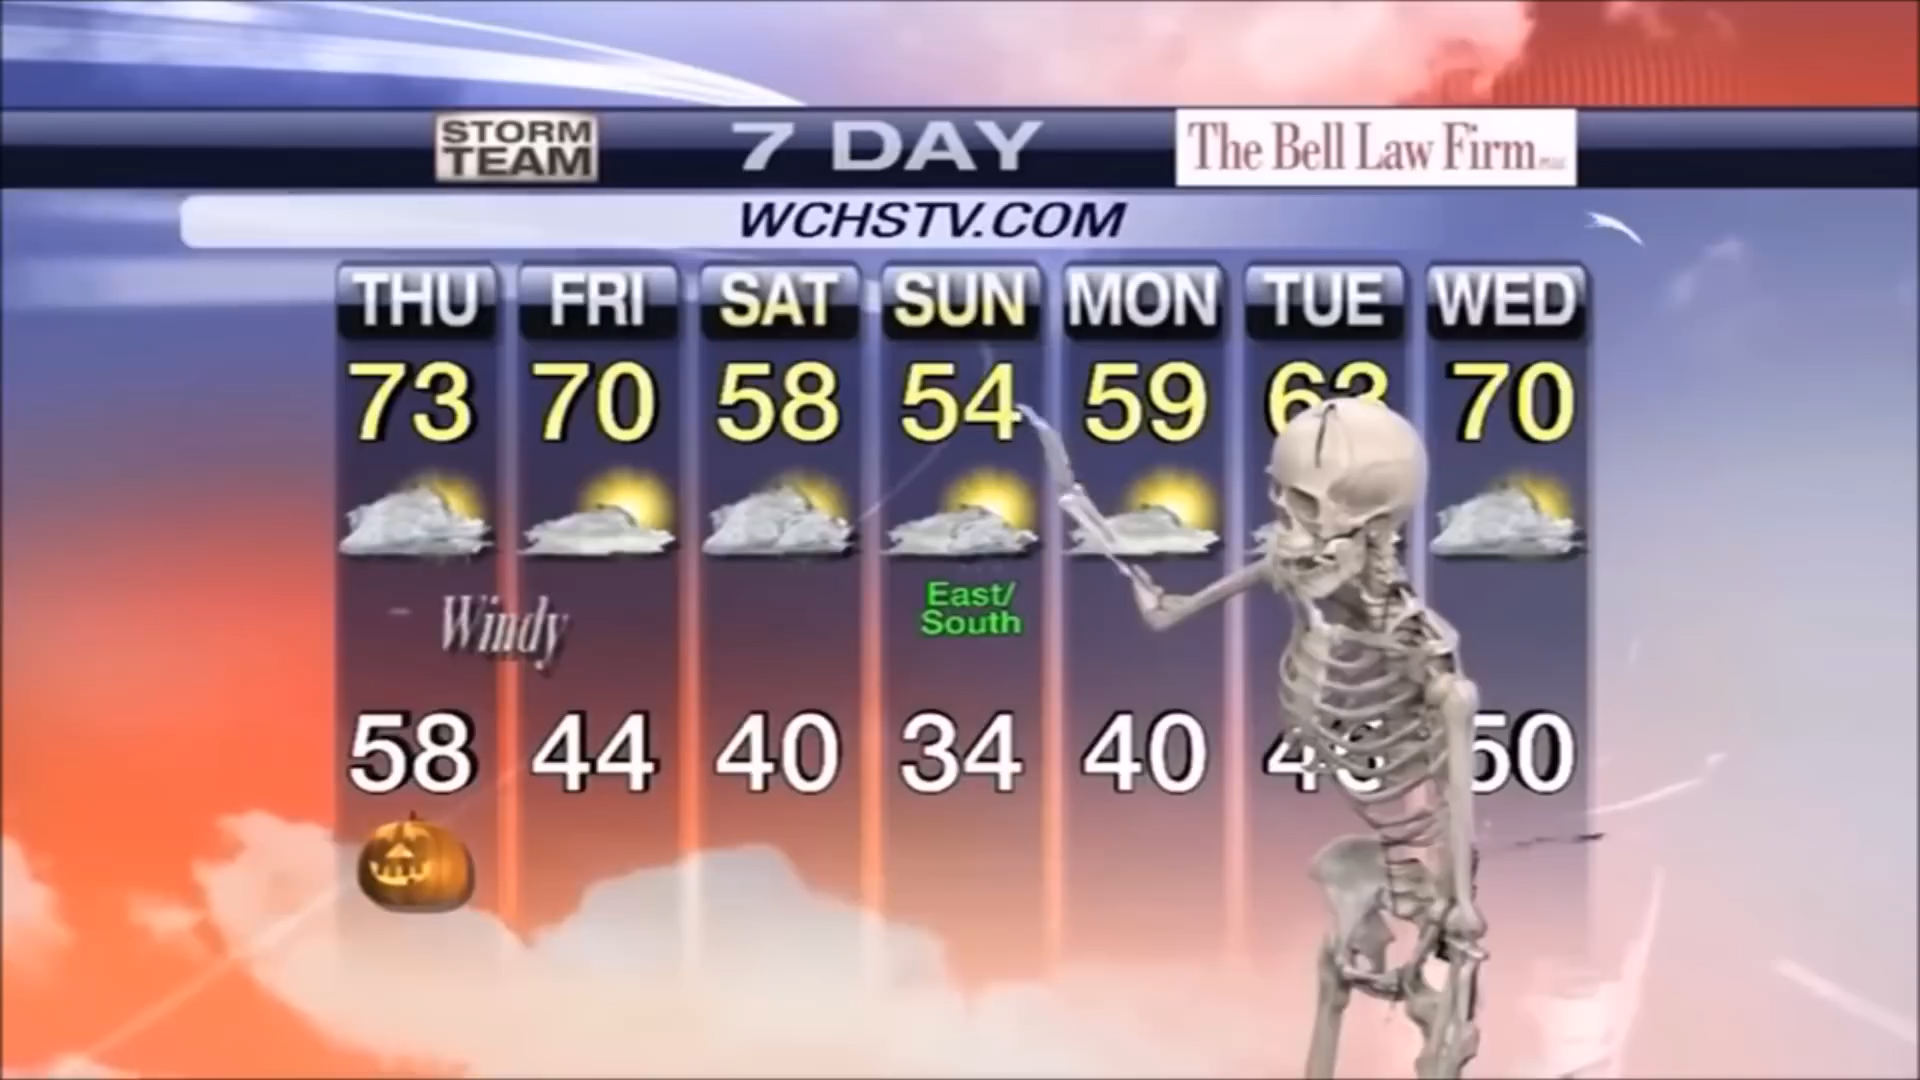 STORM
TEAM
7 DAY
The Bell Law Firm
WCHSTV.COM
THU FRI SAT SUN MON TUE WED
73 70 58 54 59 63 70
East/
South
Windy
58 44 40 34 40 50